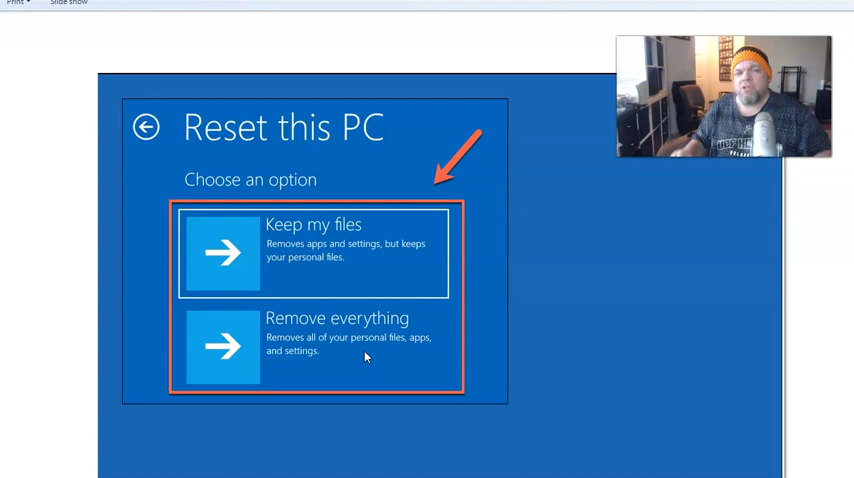 Print
Slide show
Reset this PC
Choose an option
Keep my files
Removes apps and settings, but keeps
your personal files.
Remove everything
Removes all of your personal files, apps,
and settings.